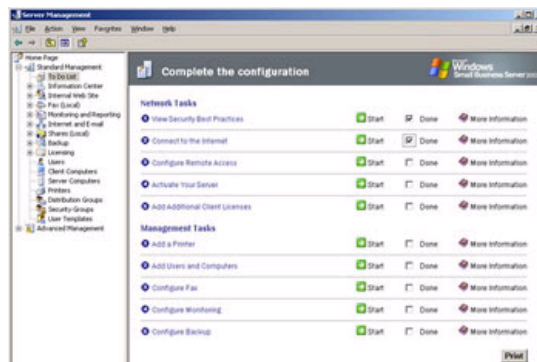 Server Management
File Action View Favorites Window Help
Home Page
Standard Management
To Do List
Information Center
Internal Web Site
Fax (Local)
Monitoring and Reporting
Internet and E-mail
Shares (Local)
Backup
Licensing
Users
Client Computers
Server Computers
Printers
Distribution Groups
Security Groups
User Templates
Advanced Management
Complete the configuration
Windows
Small Business Server
Network Tasks
View Security Best Practices Start Done More Information
Connect to the Internet Start Done More Information
Configure Remote Access Start Done More Information
Activate Your Server Start Done More Information
Add Additional Client Licenses Start Done More Information
Management Tasks
Add a Printer Start Done More Information
Add Users and Computers Start Done More Information
Configure Fax Start Done More Information
Configure Monitoring Start Done More Information
Configure Backup Start Done More Information
Print